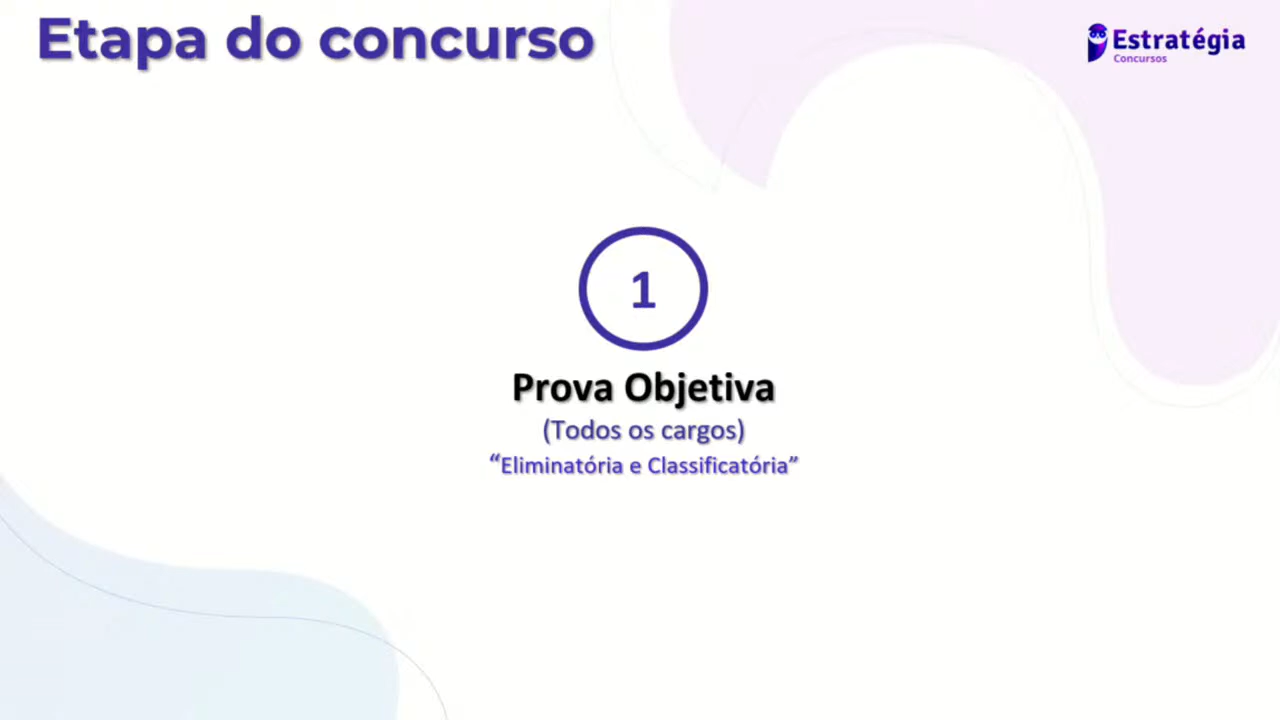 Etapa do concurso
Estratégia
Concursos
1
Prova Objetiva
(Todos os cargos)
“Eliminatória e Classificatória”